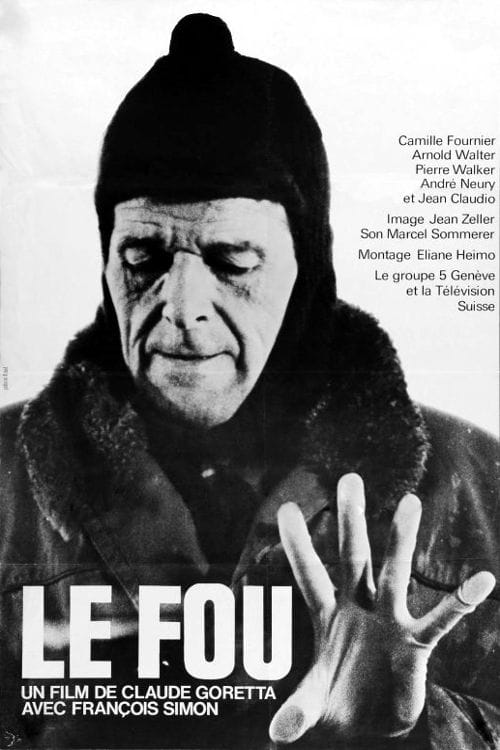 Camille Fournier
Arnold Walter
Pierre Walker
André Neury
et Jean Claudio
Image Jean Zeller
Son Marcel Sommerer
Montage Eliane Heimo
Le groupe 5 Genève
et la Télévision
Suisse
LE FOU
UN FILM DE CLAUDE GORETTA
AVEC FRANÇOIS SIMON